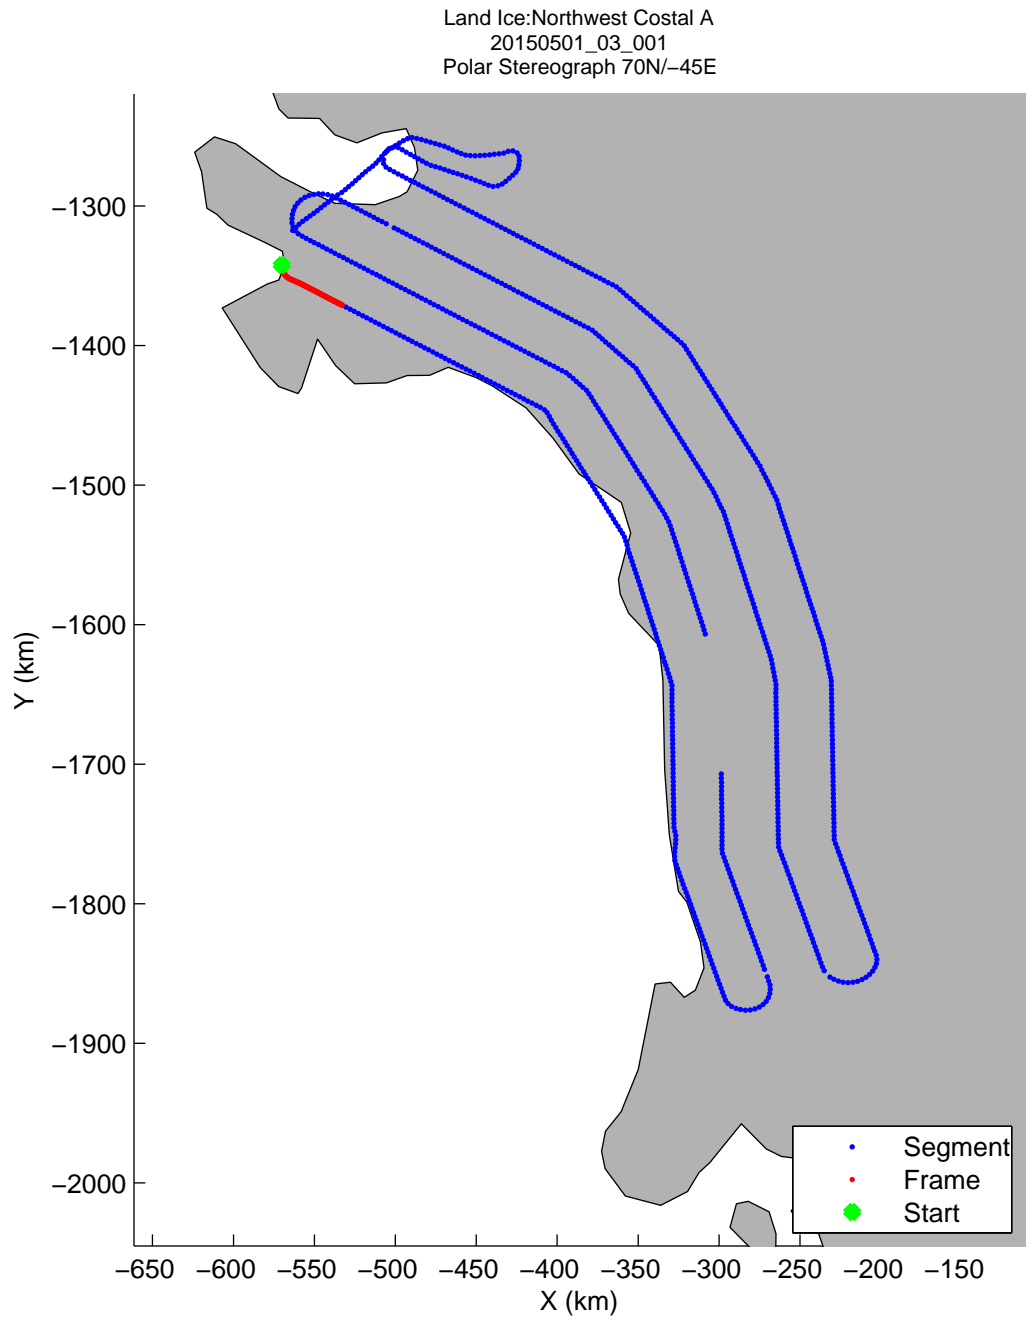 Land Ice:Northwest Costal A
20150501_03_001
Polar Stereograph 70N/−45E
−1300
−1400
−1500
−1600
−1700
−1800
−1900
−2000
Y (km)
Segment
Frame
Start
−650 −600 −550 −500 −450 −400 −350 −300 −250 −200 −150
X (km)